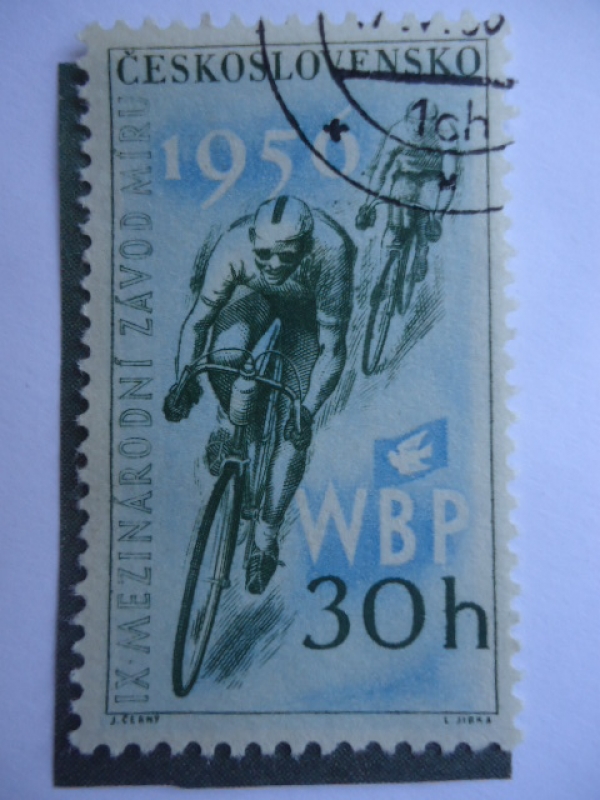 ČESKOSLOVENSKO
1956
IX · MEZINÁRODNÍ ZÁVOD MÍRU
WBP
30h
J. ČERNÝ
L. JIRKA